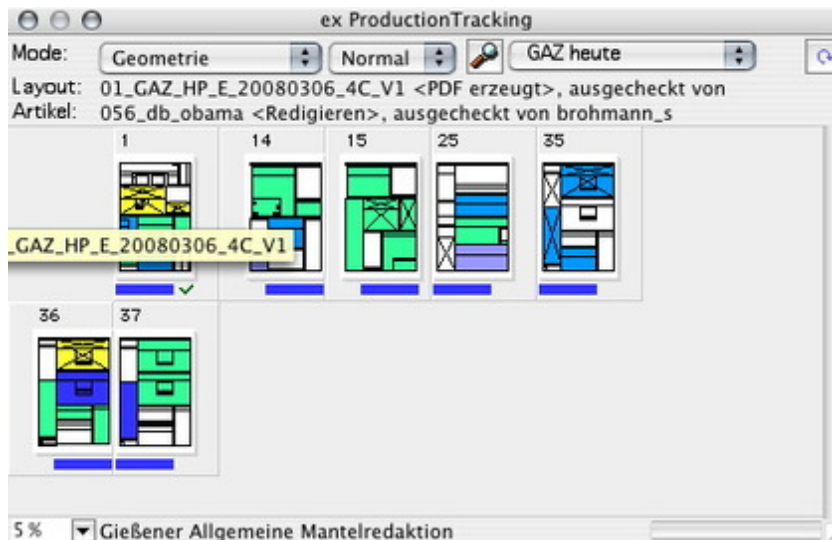 ex ProductionTracking
Mode: Geometrie Normal GAZ heute
Layout: 01_GAZ_HP_E_20080306_4C_V1 <PDF erzeugt>, ausgecheckt von
Artikel: 056_db_obama <Redigieren>, ausgecheckt von brohmann_s
1 14 15 25 35
_GAZ_HP_E_20080306_4C_V1
36 37
5 % Gießener Allgemeine Mantelredaktion